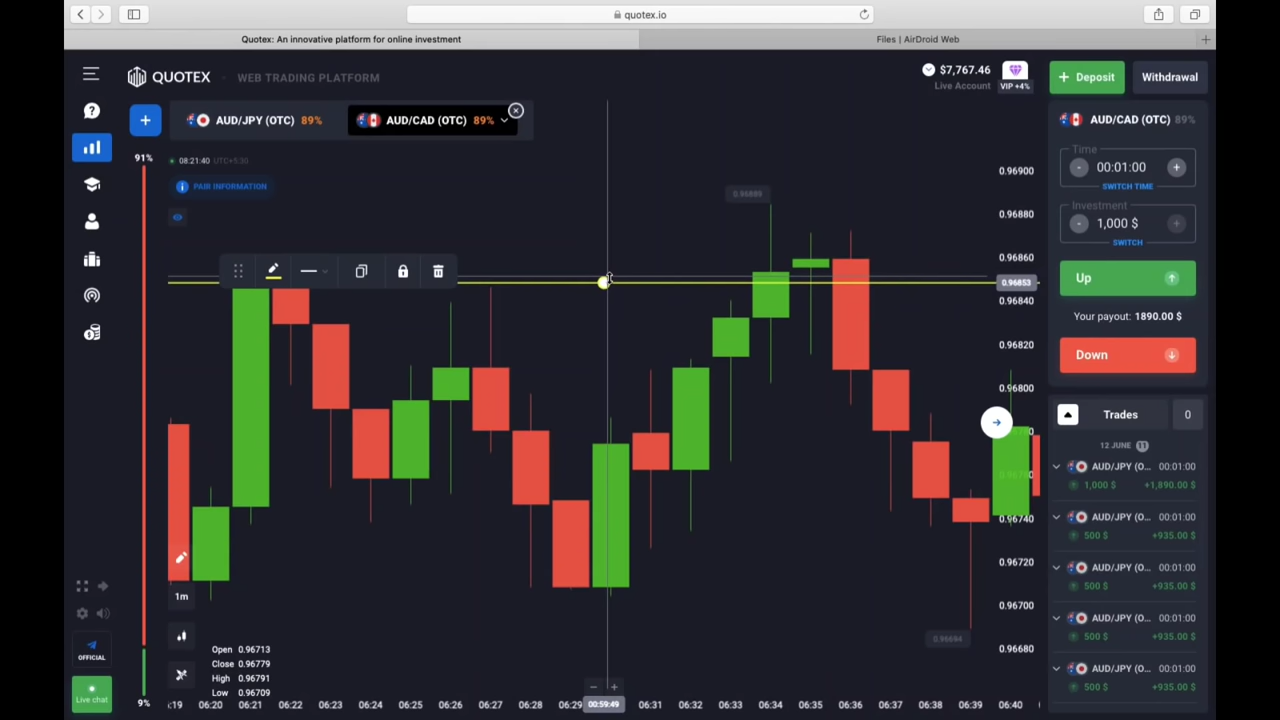 quotex.io
Quotex: An innovative platform for online investment
Files | AirDroid Web
QUOTEX
WEB TRADING PLATFORM
$7,767.46
Live Account
VIP +4%
+ Deposit
Withdrawal
AUD/JPY (OTC) 89%
AUD/CAD (OTC) 89%
91%
08:21:40 UTC+5:30
PAIR INFORMATION
0.96889
0.96900
0.96880
0.96860
0.96853
0.96840
0.96820
0.96800
0.96740
0.96720
0.96700
0.96680
0.96694
AUD/CAD (OTC) 89%
Time
- 00:01:00 +
SWITCH TIME
Investment
- 1,000 $ +
SWITCH
Up
Your payout: 1890.00 $
Down
Trades 0
12 JUNE 11
AUD/JPY (O... 00:01:00
1,000 $ +1,890.00 $
AUD/JPY (O... 00:01:00
500 $ +935.00 $
AUD/JPY (O... 00:01:00
500 $ +935.00 $
AUD/JPY (O... 00:01:00
500 $ +935.00 $
AUD/JPY (O... 00:01:00
500 $ +935.00 $
1m
Open 0.96713
Close 0.96779
High 0.96791
Low 0.96709
OFFICIAL
Live chat
9%
:19 06:20 06:21 06:22 06:23 06:24 06:25 06:26 06:27 06:28 06:29 00:59:49 06:31 06:32 06:33 06:34 06:35 06:36 06:37 06:38 06:39 06:40